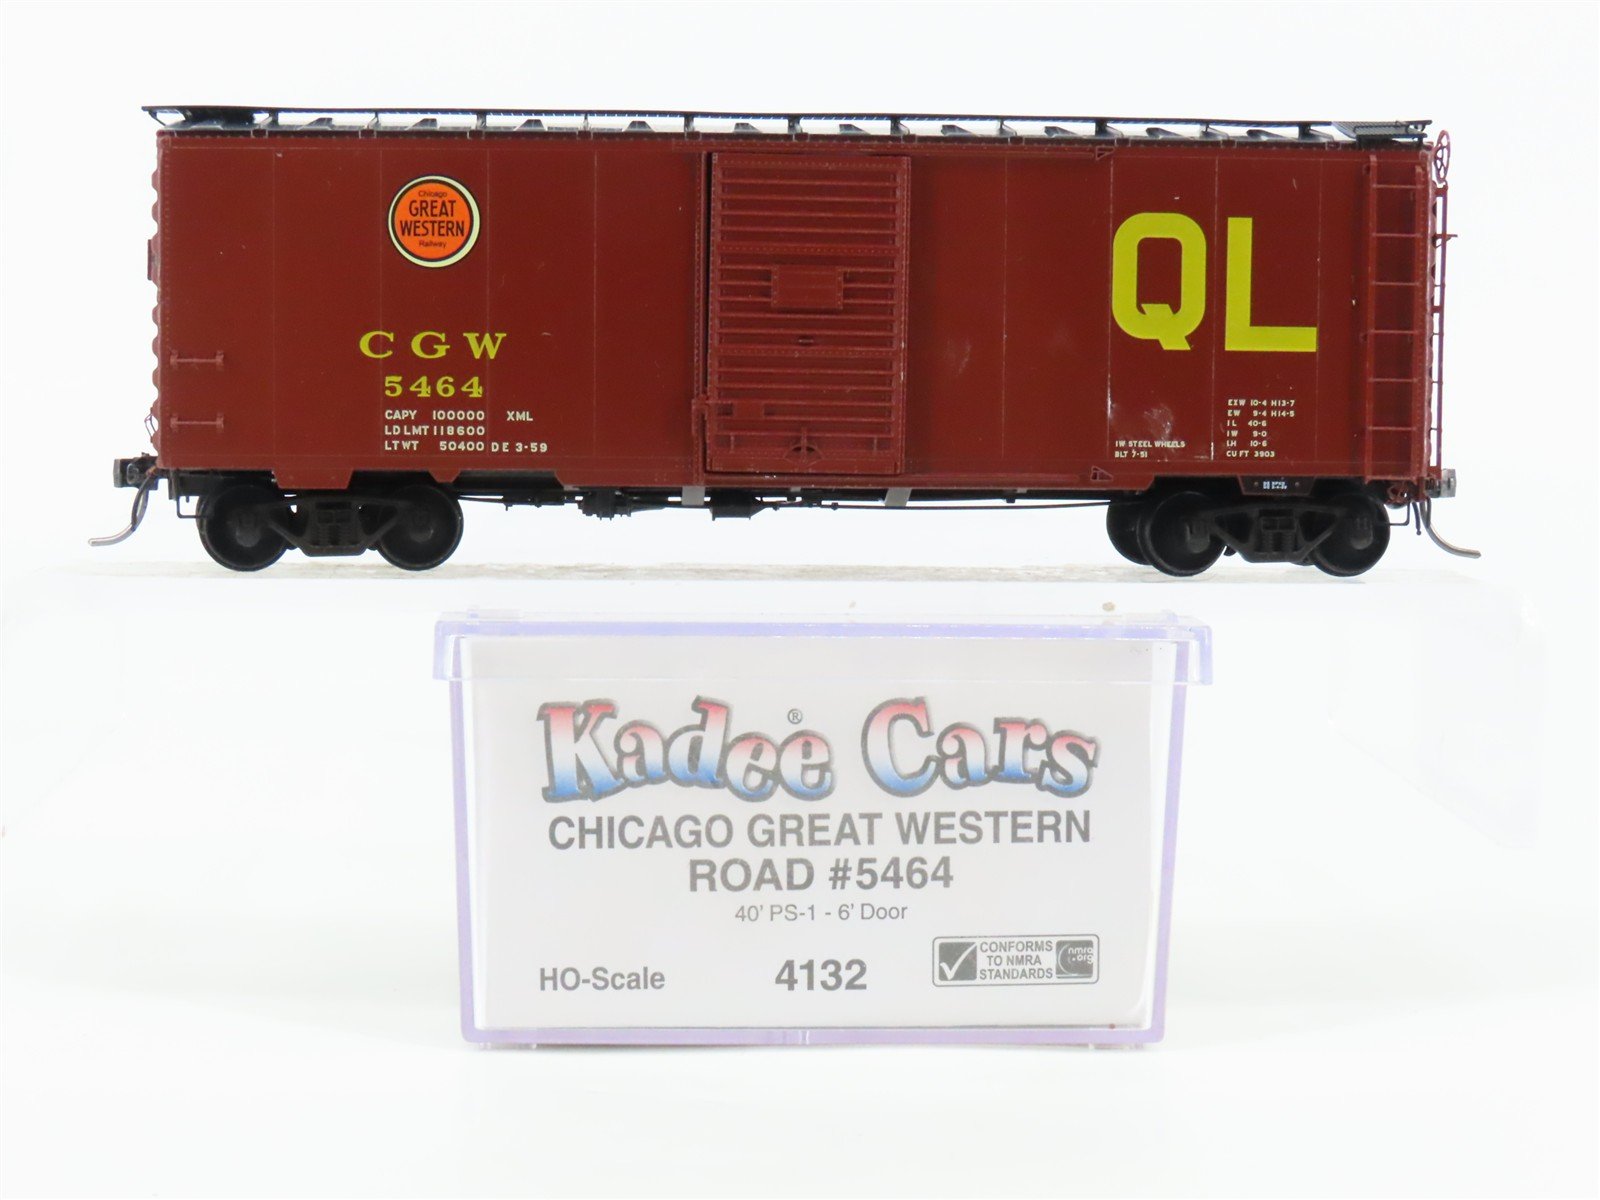 Chicago
GREAT
WESTERN
Railway
CGW
5464
CAPY 100000 XML
LD LMT 118600
LTWT 50400 DE 3-59
QL
EXW 10-4 H13-7
EW 9-4 H14-5
IL 40-6
IW 9-0
LH 10-6
CU FT 3903
1W STEEL WHEELS
BLT 7-51
Kadee® Cars
CHICAGO GREAT WESTERN
ROAD #5464
40' PS-1 - 6' Door
HO-Scale 4132
CONFORMS
TO NMRA
STANDARDS
nmra
.org